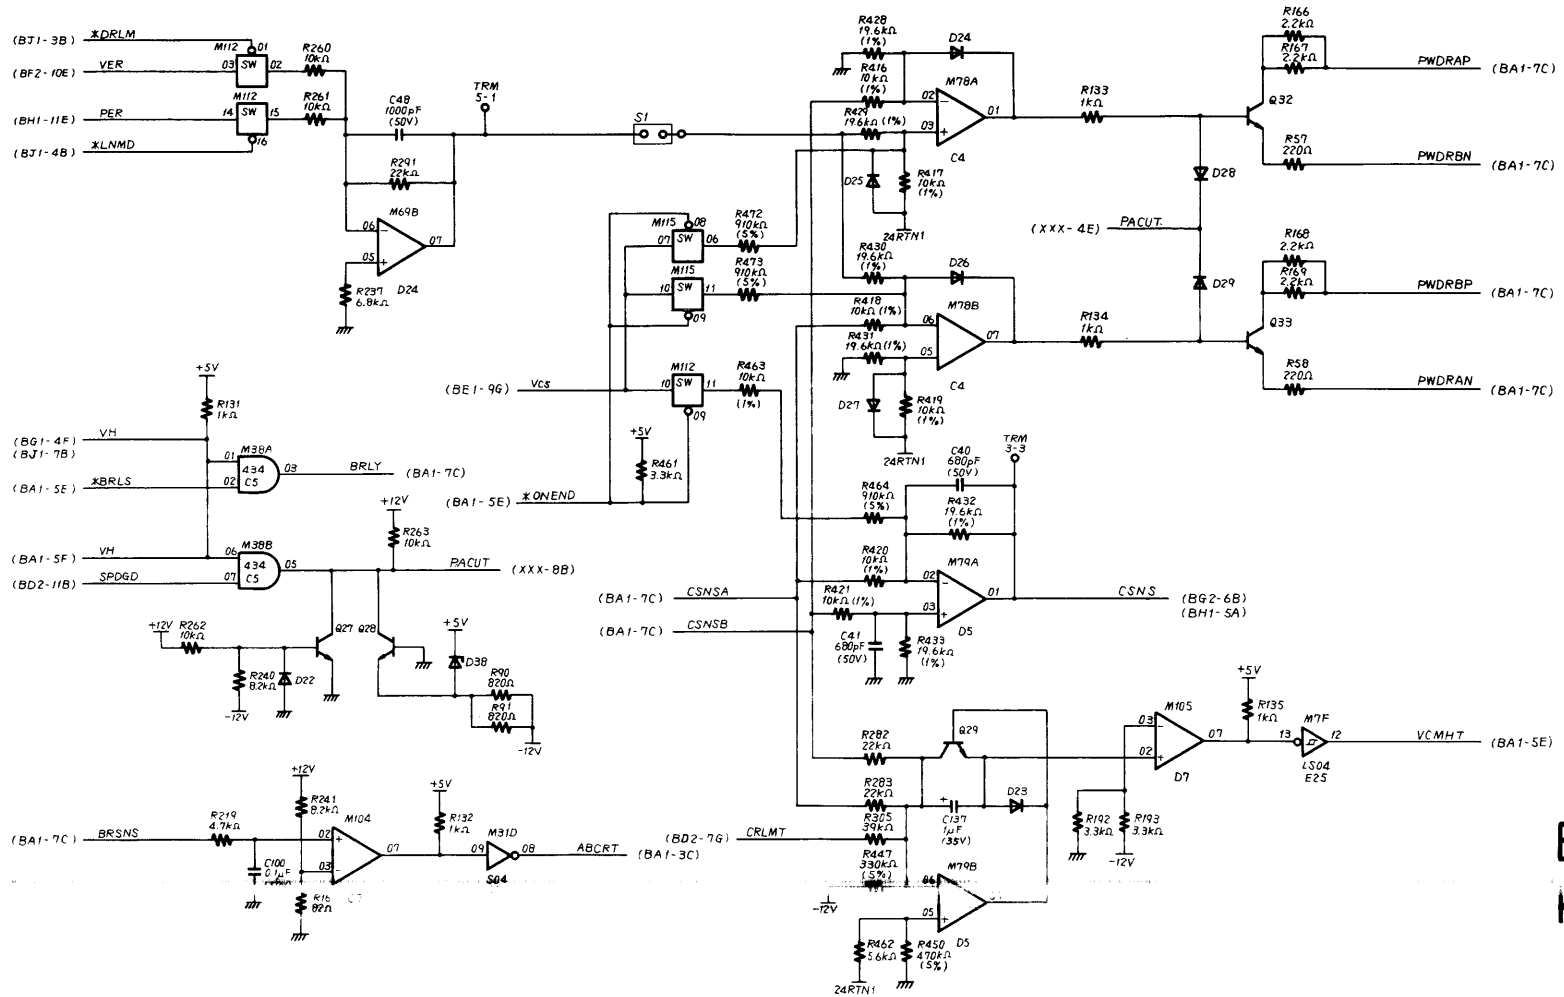 (BJ1-3B) *DRLM
M112 01
(BF2-10E) VER 03 SW 02
R260
10kΩ
M112
(BH1-11E) PER 14 SW 15
R261
10kΩ
(BJ1-4B) *LNMD 16
C48
1000pF
(50V)
TRM
5-1
R291
22kΩ
M69B
06 −
05 +
07
D24
R237
6.8kΩ
S1
R428
19.6kΩ
(1%)
D24
R416
10kΩ
(1%)
M78A
02 −
03 +
01
C4
R429
19.6kΩ (1%)
D25
R417
10kΩ
(1%)
24RTN1
R133
1kΩ
Q32
R166
2.2kΩ
R167
2.2kΩ
PWDRAP (BA1-7C)
R57
220Ω
PWDRBN (BA1-7C)
D28
(XXX-4E) PACUT
D29
M115 08
07 SW 06
R472
910kΩ
(5%)
M115
10 SW 11
09
R473
910kΩ
(5%)
R430
19.6kΩ
(1%)
D26
R418
10kΩ(1%)
M78B
06 −
05 +
07
C4
R431
19.6kΩ(1%)
D27
R419
10kΩ
(1%)
24RTN1
R134
1kΩ
Q33
R168
2.2kΩ
R169
2.2kΩ
PWDRBP (BA1-7C)
R58
220Ω
PWDRAN (BA1-7C)
(BE1-9G) Vcs
M112
10 SW 11
09
R463
10kΩ
(1%)
+5V
R461
3.3kΩ
(BA1-5E) *ONEND
+5V
R131
1kΩ
(BG1-4F) VH
(BJ1-7B)
M38A
01
02
434
C5
03 BRLY (BA1-7C)
(BA1-5E) *BRLS
(BA1-5F) VH
M38B
06
07
434
C5
05
(BD2-11B) SPDGD
+12V
R263
10kΩ
PACUT (XXX-8B)
+12V
R262
10kΩ
R240
8.2kΩ
-12V
D22
Q27
Q28
+5V
D38
R90
820Ω
R91
820Ω
-12V
TRM
3-3
C40
680pF
(50V)
R464
910kΩ
(5%)
R432
19.6kΩ
(1%)
R420
10kΩ
(1%)
M79A
02 −
03 +
01
D5
R421
10kΩ(1%)
C41
680pF
(50V)
R433
19.6kΩ
(1%)
CSNS (BG2-6B)
(BH1-5A)
(BA1-7C) CSNSA
(BA1-7C) CSNSB
R282
22kΩ
Q29
R283
22kΩ
+
C137
1μF
(35V)
D23
R305
39kΩ
(BD2-7G) CRLMT
R447
330kΩ
(5%)
-12V
M79B
06 −
05 +
D5
R462
5.6kΩ
R450
470kΩ
(5%)
24RTN1
M105
03 −
02 +
07
D7
R192
3.3kΩ
R193
3.3kΩ
-12V
+5V
R135
1kΩ
M7F
13 12
LS04
E25
VCMHT (BA1-5E)
(BA1-7C) BRSNS
R219
4.7kΩ
C100
0.1μF
+12V
R241
8.2kΩ
M104
02 +
03 −
07
R16
82Ω
+5V
R132
1kΩ
M31D
09 08
S04
ABCRT (BA1-3C)